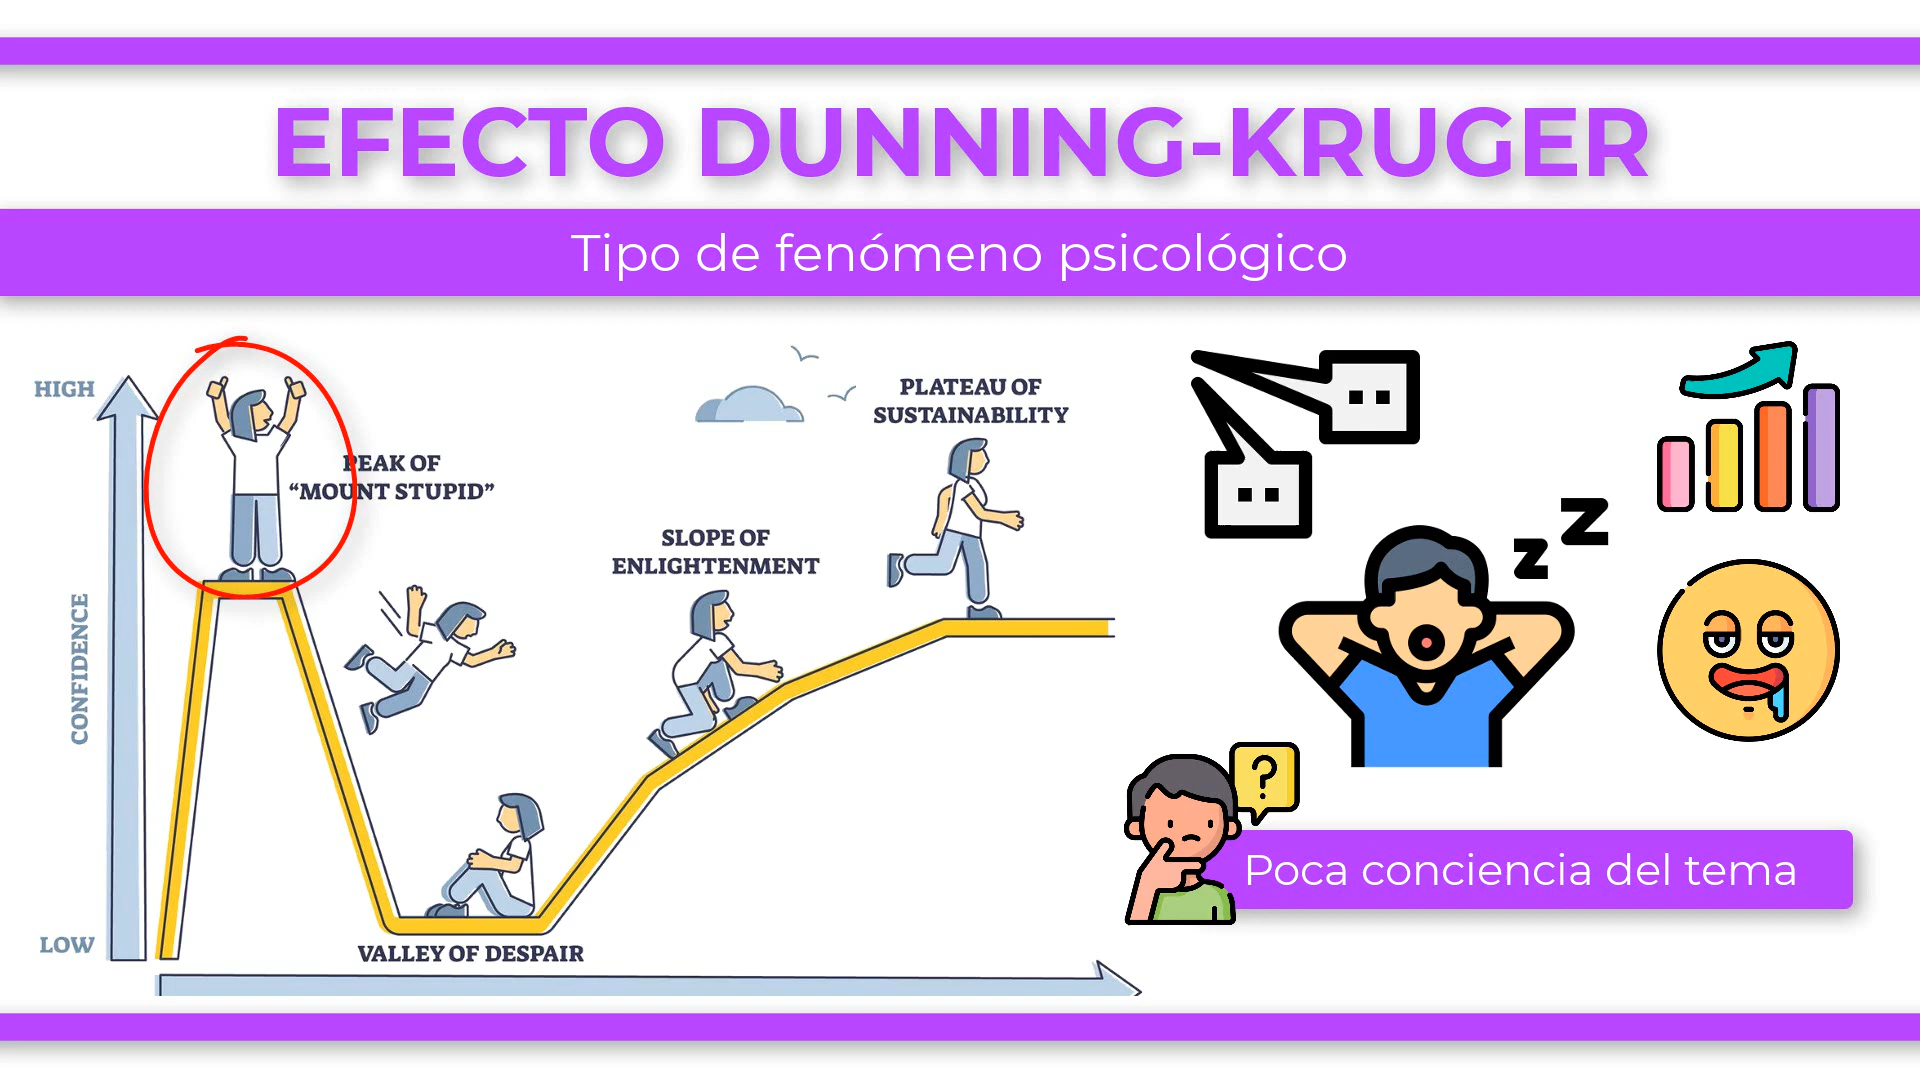 EFECTO DUNNING-KRUGER
Tipo de fenómeno psicológico
HIGH
CONFIDENCE
LOW
PEAK OF
“MOUNT STUPID”
VALLEY OF DESPAIR
SLOPE OF
ENLIGHTENMENT
PLATEAU OF
SUSTAINABILITY
z
Z
?
Poca conciencia del tema